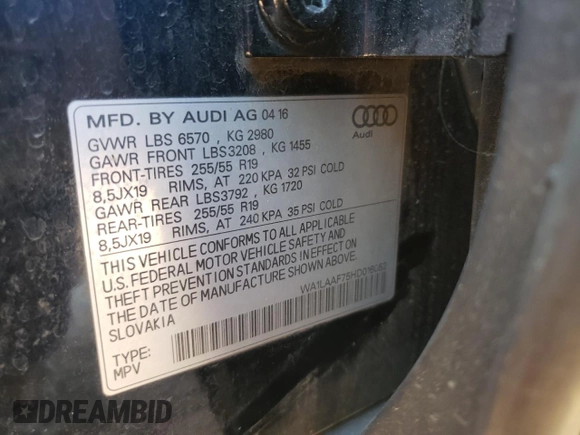 MFD. BY AUDI AG 04 16
Audi
GVWR LBS 6570 , KG 2980
GAWR FRONT LBS3208 , KG 1455
FRONT-TIRES 255/55 R19
8,5JX19 RIMS, AT 220 KPA 32 PSI COLD
GAWR REAR LBS3792 , KG 1720
REAR-TIRES 255/55 R19
8,5JX19 RIMS, AT 240 KPA 35 PSI COLD
THIS VEHICLE CONFORMS TO ALL APPLICABLE
U.S. FEDERAL MOTOR VEHICLE SAFETY AND
THEFT PREVENTION STANDARDS IN EFFECT ON
THE DATE OF MANUFACTURE SHOWN ABOVE.
SLOVAKIA
TYPE:
MPV
DREAMBID